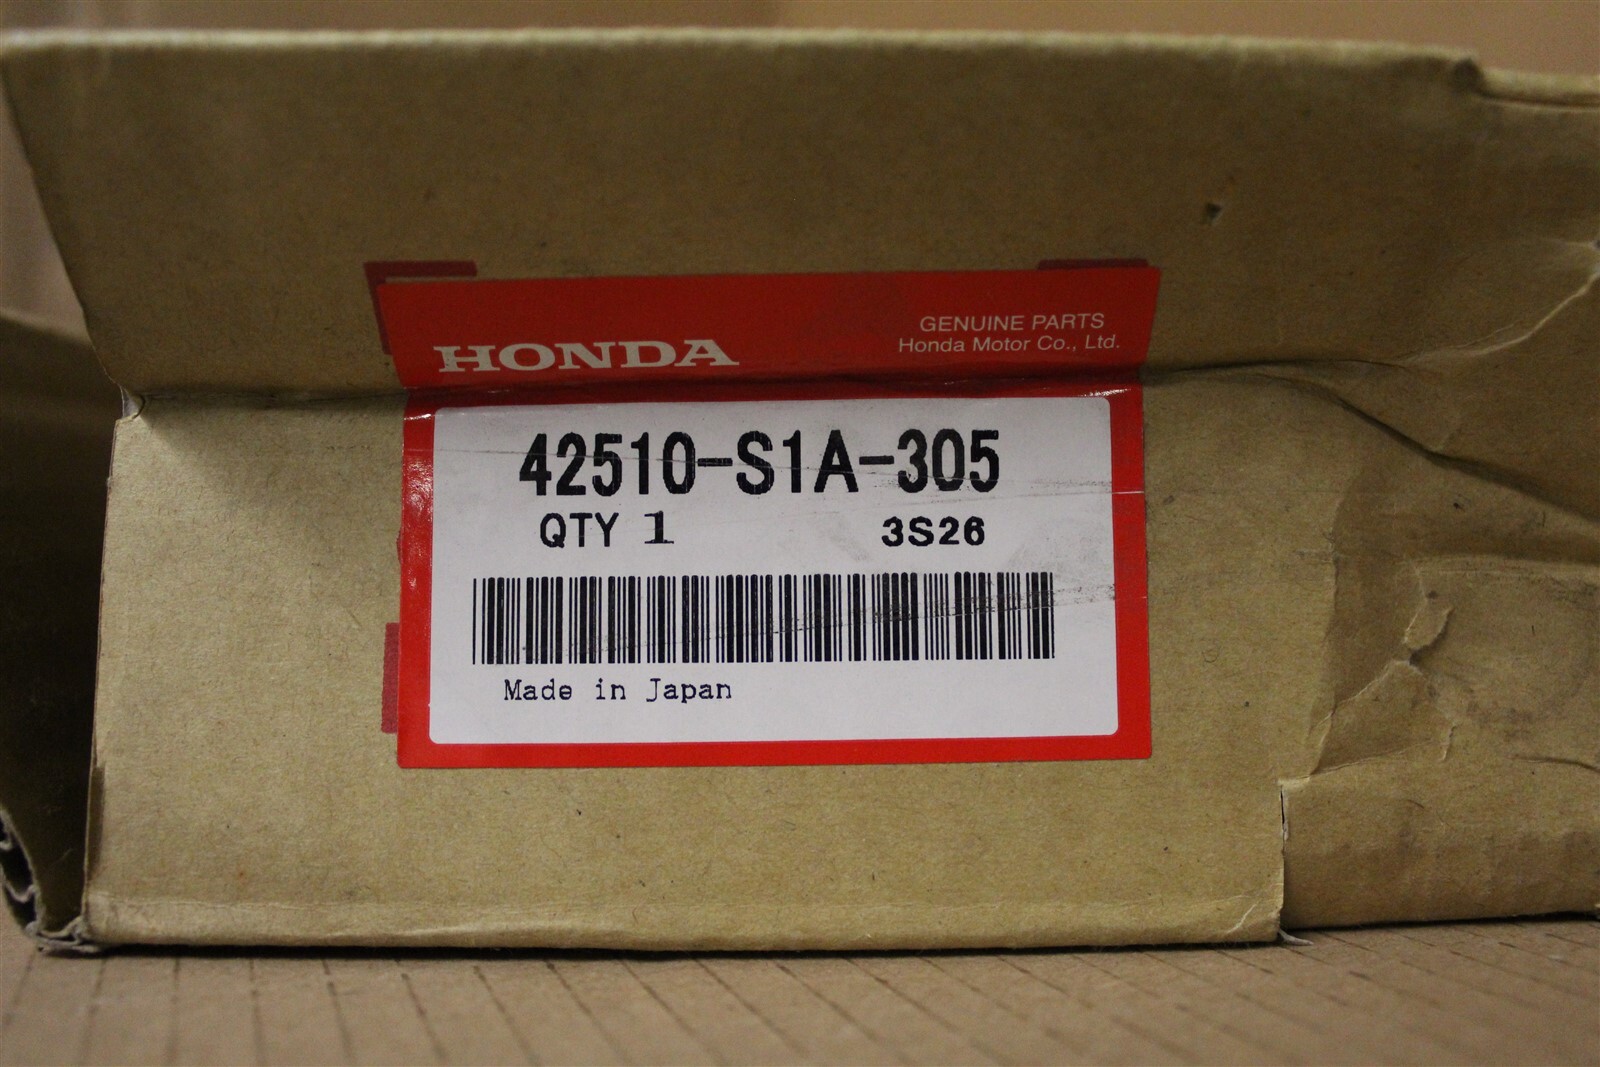 HONDA
GENUINE PARTS
Honda Motor Co., Ltd.
42510-S1A-305
QTY 1 3S26
Made in Japan